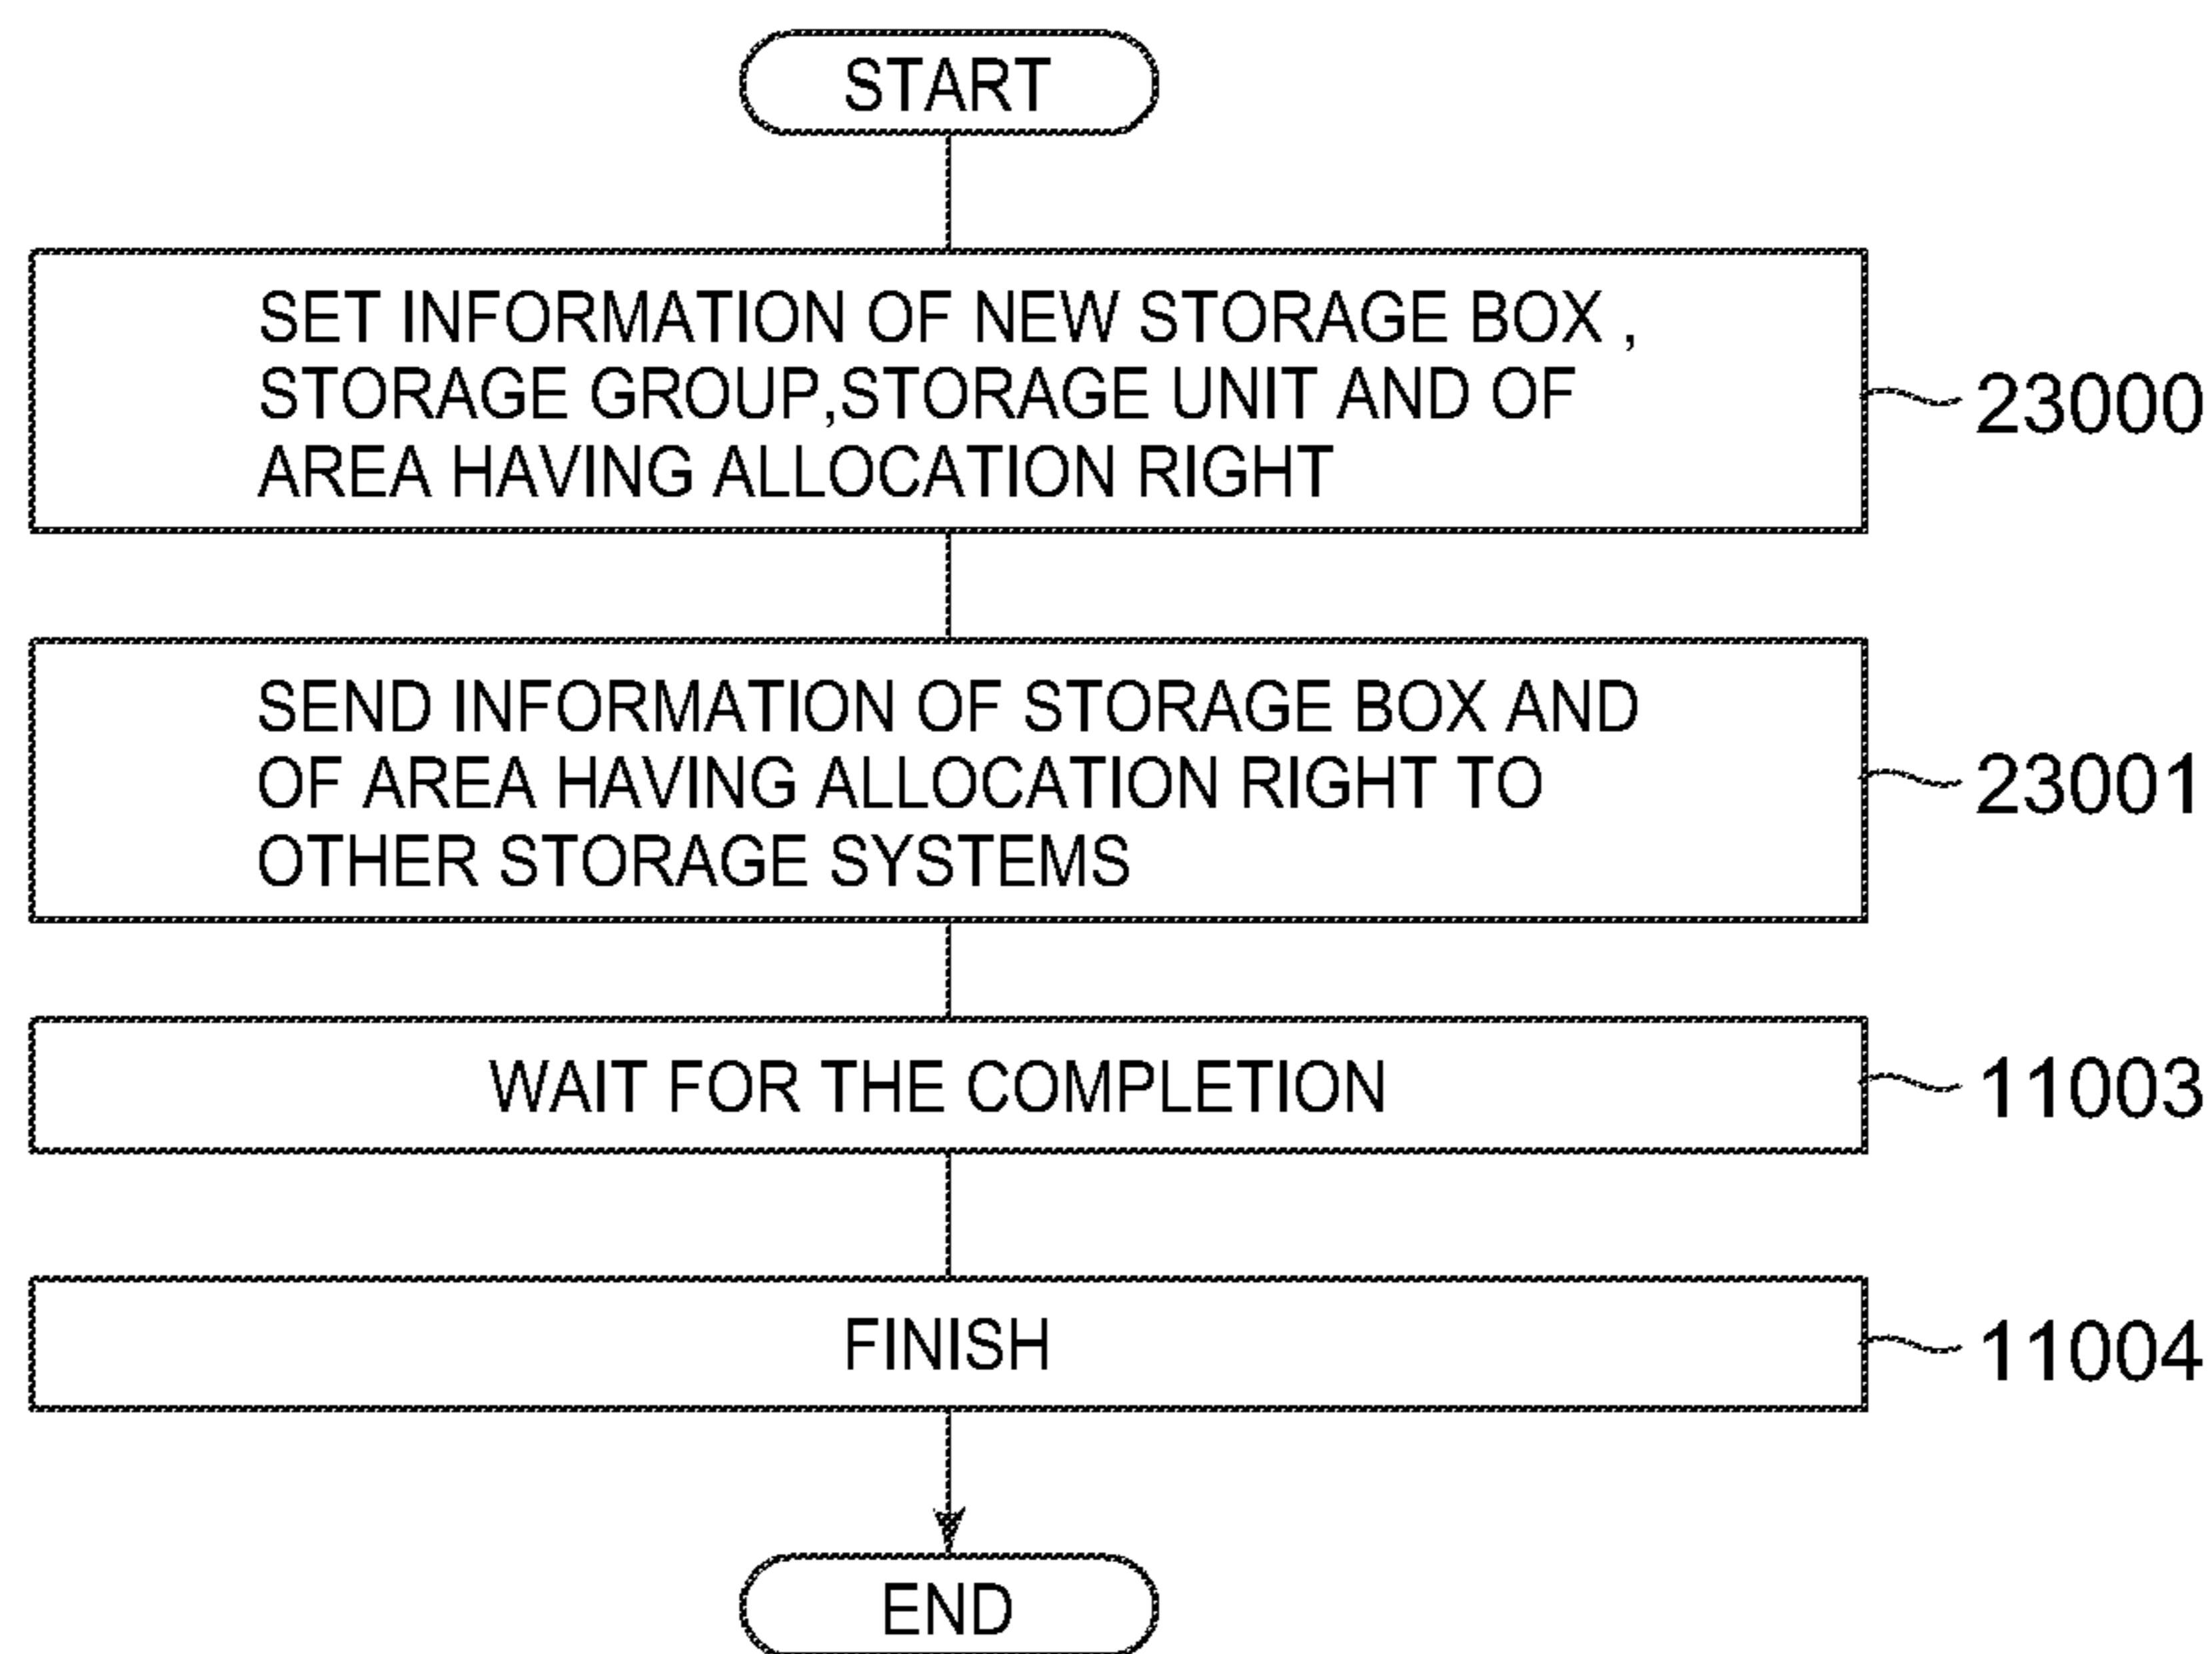 START
SET INFORMATION OF NEW STORAGE BOX ,
STORAGE GROUP,STORAGE UNIT AND OF
AREA HAVING ALLOCATION RIGHT
23000
SEND INFORMATION OF STORAGE BOX AND
OF AREA HAVING ALLOCATION RIGHT TO
OTHER STORAGE SYSTEMS
23001
WAIT FOR THE COMPLETION
11003
FINISH
11004
END